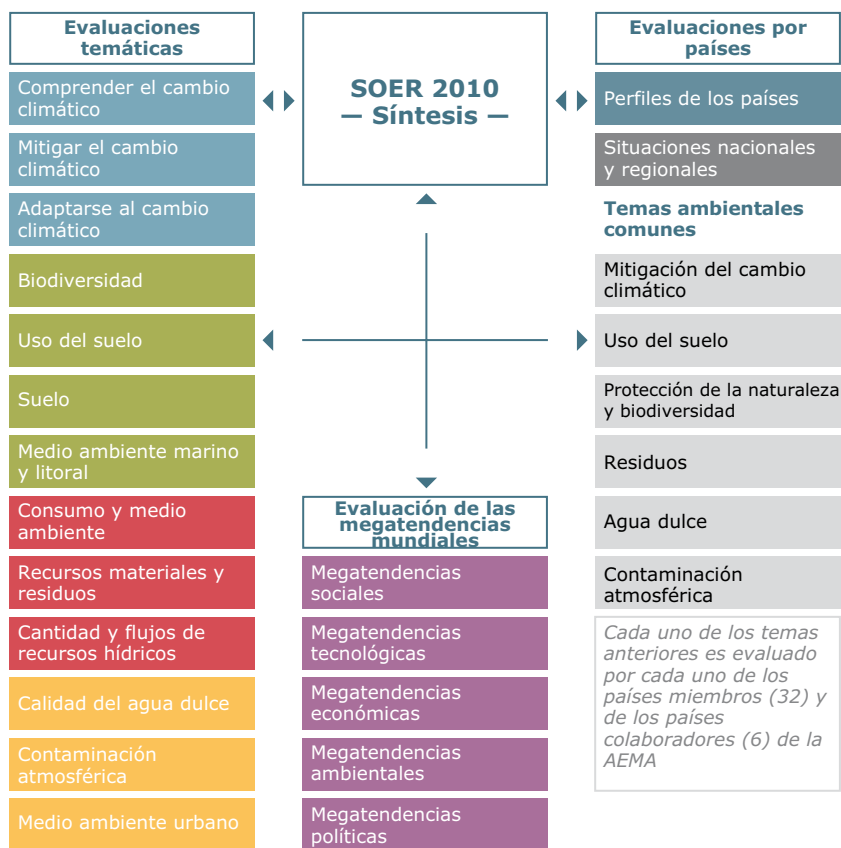 Evaluaciones
temáticas
Comprender el cambio
climático
Mitigar el cambio
climático
Adaptarse al cambio
climático
Biodiversidad
Uso del suelo
Suelo
Medio ambiente marino
y litoral
Consumo y medio
ambiente
Recursos materiales y
residuos
Cantidad y flujos de
recursos hídricos
Calidad del agua dulce
Contaminación
atmosférica
Medio ambiente urbano
SOER 2010
— Síntesis —
Evaluación de las
megatendencias
mundiales
Megatendencias
sociales
Megatendencias
tecnológicas
Megatendencias
económicas
Megatendencias
ambientales
Megatendencias
políticas
Evaluaciones por
países
Perfiles de los países
Situaciones nacionales
y regionales
Temas ambientales
comunes
Mitigación del cambio
climático
Uso del suelo
Protección de la naturaleza
y biodiversidad
Residuos
Agua dulce
Contaminación
atmosférica
Cada uno de los temas
anteriores es evaluado
por cada uno de los
países miembros (32) y
de los países
colaboradores (6) de la
AEMA